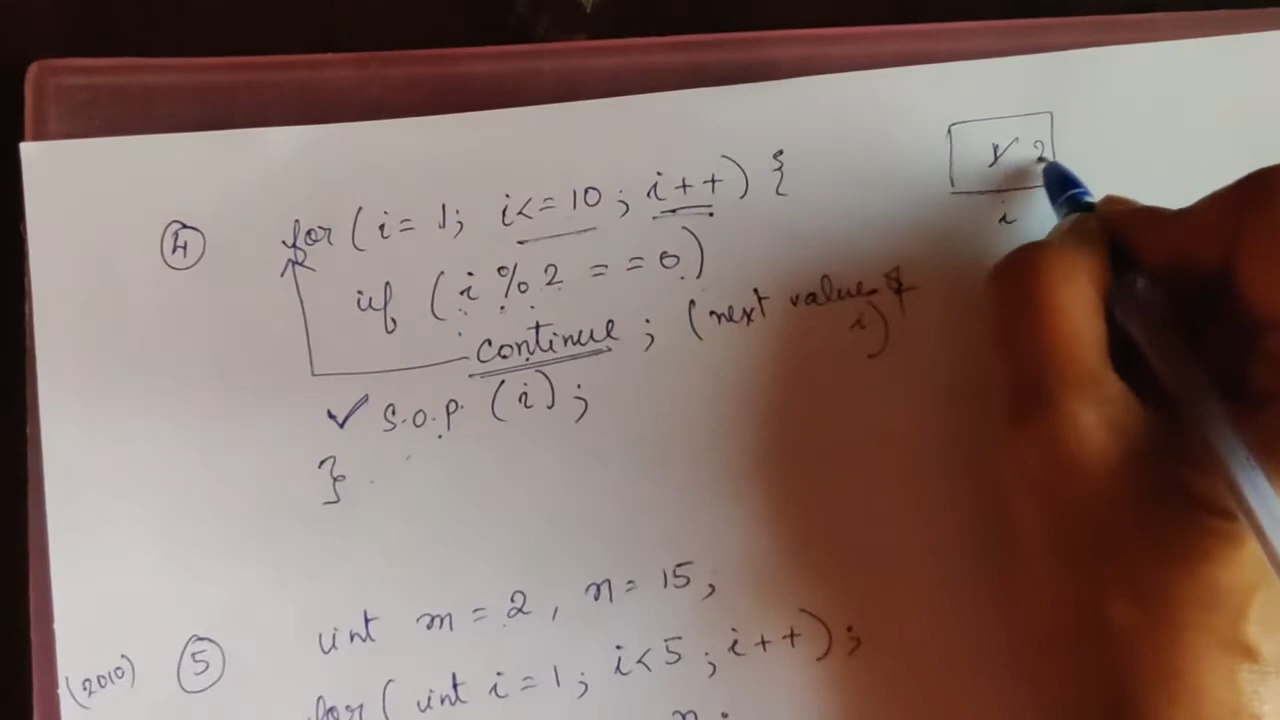 ④ for ( i = 1; i <= 10 ; i++ ) {
if ( i % 2 == 0 )
continue ; (next value of
i)
✓ S.o.p. (i) ;
}
1 2
i
(2010) ⑤ int m = 2 , n = 15 ;
for ( int i = 1 ; i < 5 ; i++ ) ;